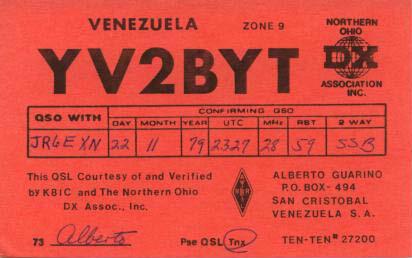 VENEZUELA ZONE 9
YV2BYT
NORTHERN
OHIO
DX
ASSOCIATION
INC.
QSO WITH
CONFIRMING QSO
DAY MONTH YEAR UTC MHz RST 2 WAY
JR6EXN 22 11 79 2327 28 59 SSB
This QSL Courtesy of and Verified
by K8IC and The Northern Ohio
DX Assoc., Inc.
ALBERTO GUARINO
P.O. BOX- 494
SAN CRISTOBAL
VENEZUELA S.A.
73 Alberto Pse QSL Tnx TEN-TEN # 27200